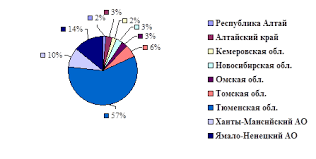 2%
3%
2%
3%
3%
6%
57%
10%
14%
Республика Алтай
Алтайский край
Кемеровская обл.
Новосибирская обл.
Омская обл.
Томская обл.
Тюменская обл.
Ханты-Мансийский АО
Ямало-Ненецкий АО